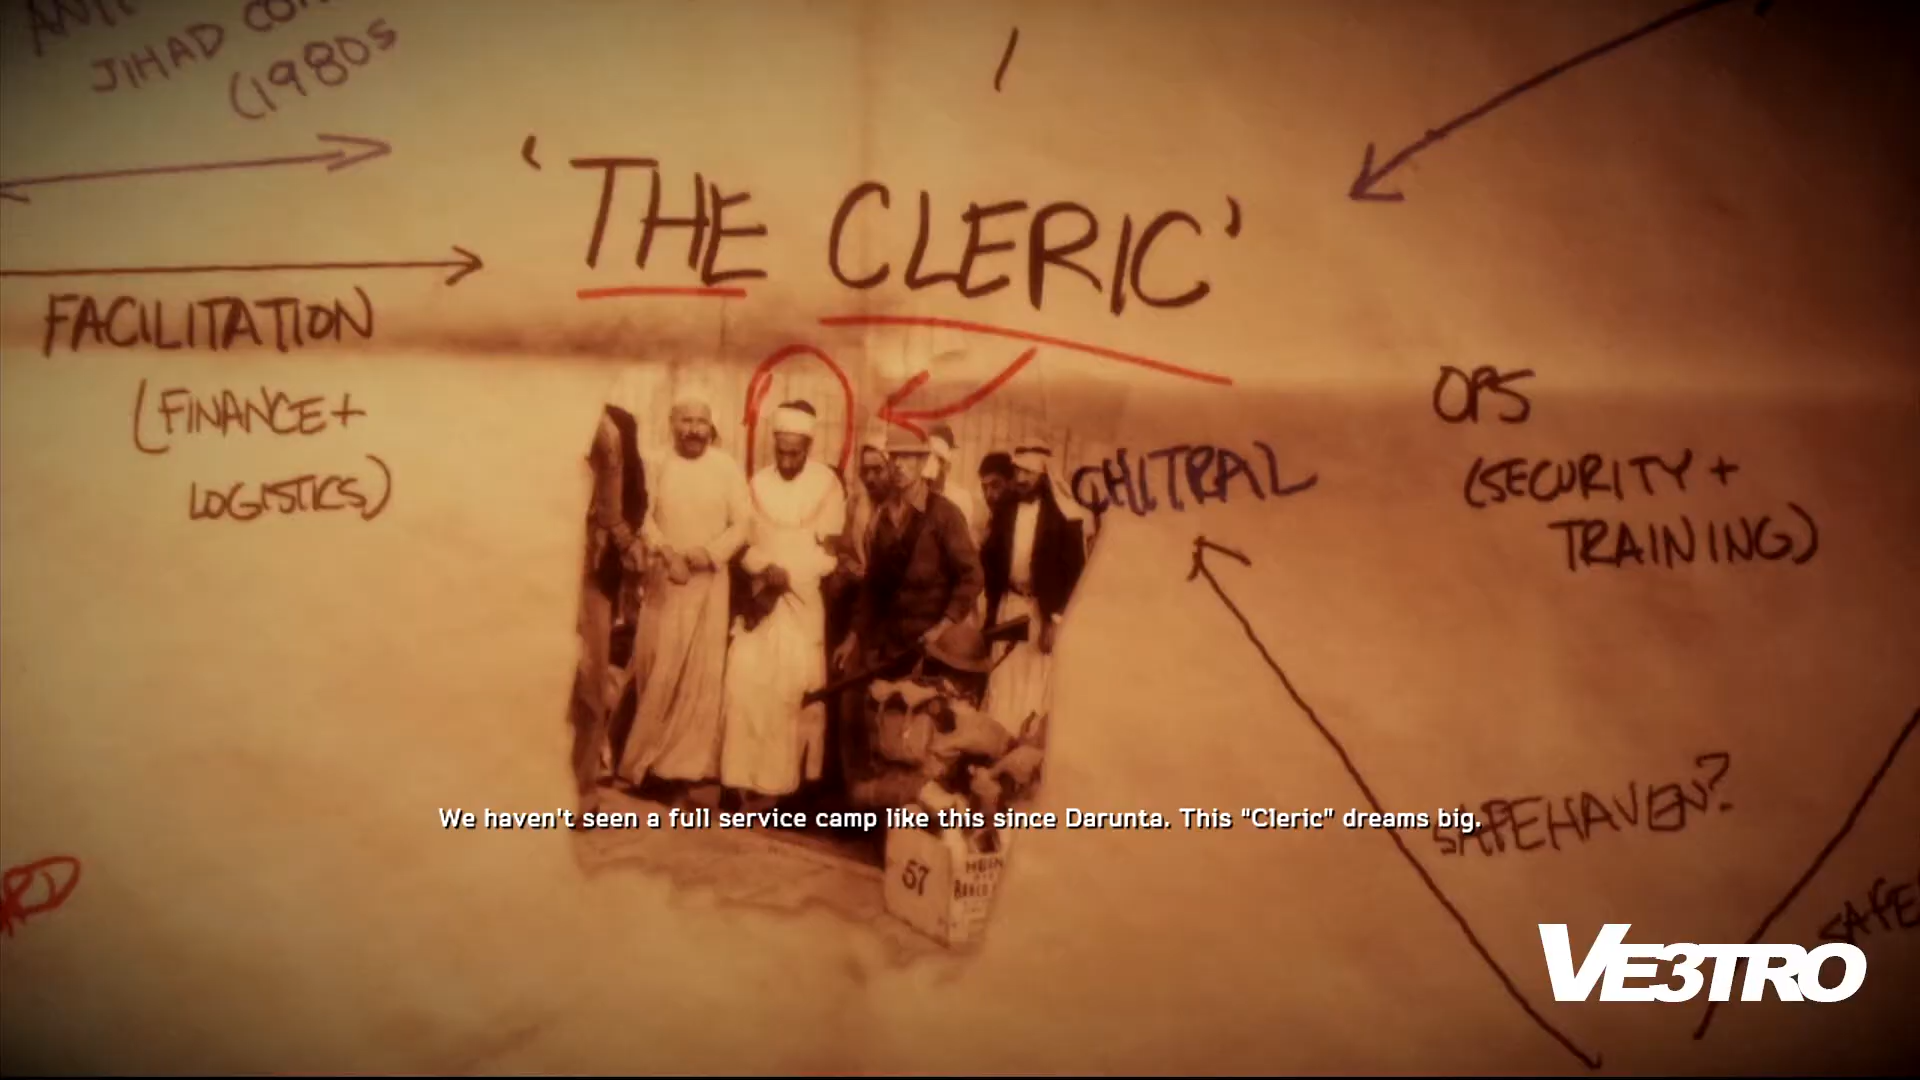 JIHAD
(1980s
'THE CLERIC'
FACILITATION
(FINANCE+
LOGISTICS)
CHITRAL
OPS
(SECURITY +
TRAINING)
We haven't seen a full service camp like this since Darunta. This "Cleric" dreams big.
SAFEHAVEN?
57
VE3TRO